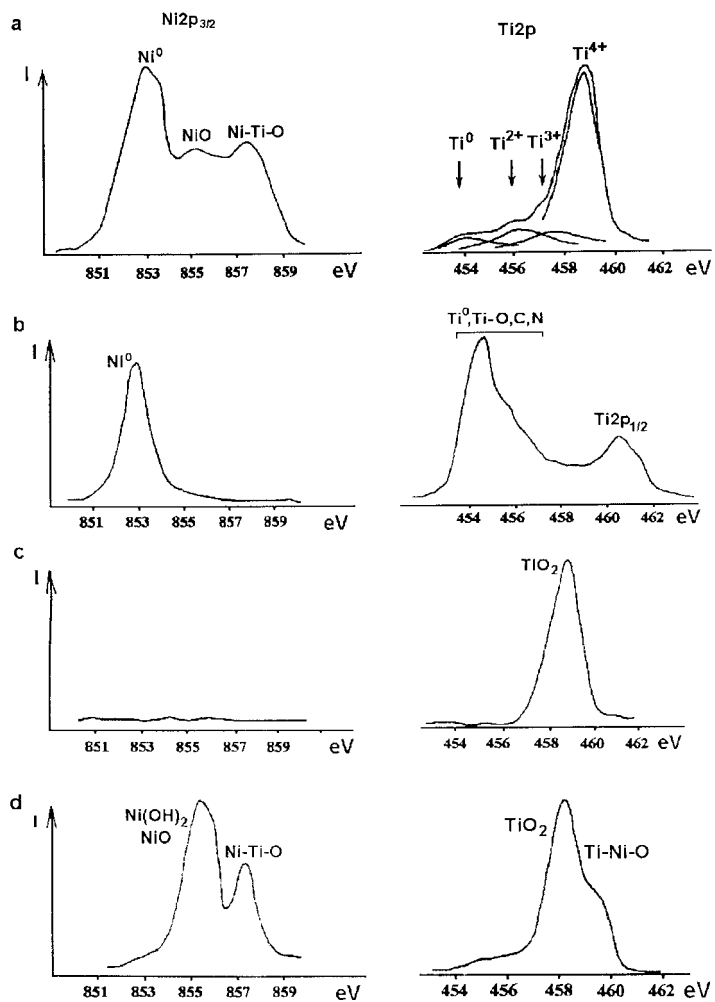 a
Ni2p3/2
Ti2p
I
Ni⁰
NiO
Ni-Ti-O
851 853 855 857 859 eV
Ti⁰
Ti²⁺
Ti³⁺
Ti⁴⁺
454 456 458 460 462 eV
b
I
Ni⁰
851 853 855 857 859 eV
Ti⁰,Ti-O,C,N
Ti2p1/2
454 456 458 460 462 eV
c
I
851 853 855 857 859 eV
TiO₂
454 456 458 460 462 eV
d
I
Ni(OH)₂
NiO
Ni-Ti-O
851 853 855 857 859 eV
TiO₂
Ti-Ni-O
454 456 458 460 462 eV